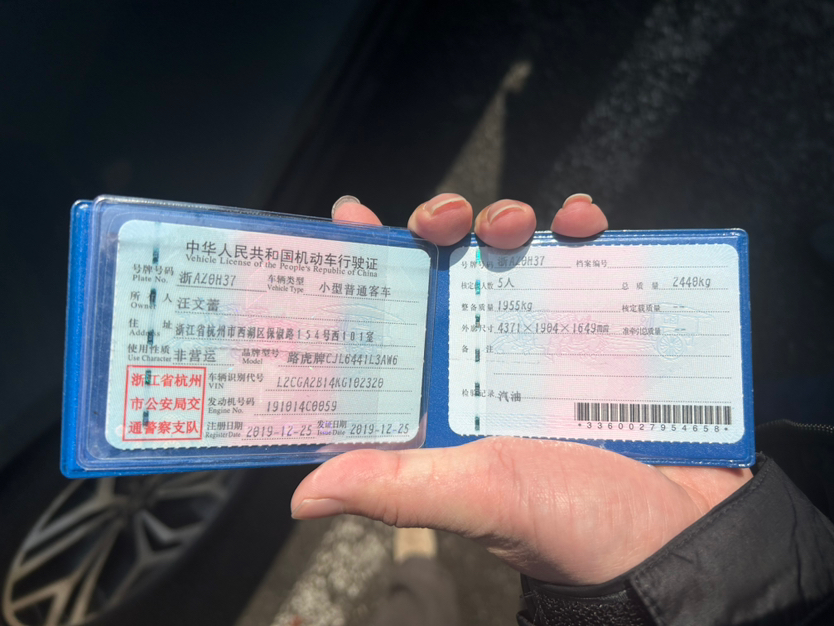 中华人民共和国机动车行驶证
Vehicle License of the People's Republic of China
号牌号码 浙AZ0H37 车辆类型 小型普通客车
Plate No. Vehicle Type
所有人 汪文蕾
Owner
住址 浙江省杭州市西湖区保俶路154号西101室
Address
使用性质 非营运 品牌型号 路虎牌CJL6441L3AW6
Use Character Model
浙江省杭州
市公安局交
通警察支队
车辆识别代号 L2CGA2B14KG102320
VIN
发动机号码 191014C0059
Engine No.
注册日期 2019-12-25 发证日期 2019-12-25
Register Date Issue Date
号牌号码 浙AZ0H37 档案编号
核定载人数 5人 总质量 2448kg
整备质量 1955kg 核定载质量 --
外廓尺寸 4371×1904×1649mm 准牵引总质量 --
备注
检验记录 汽油
*3360027954658*